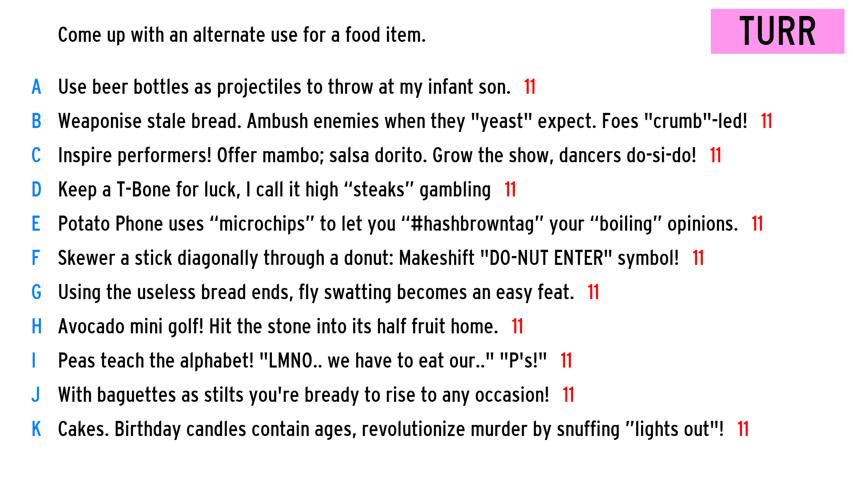 Come up with an alternate use for a food item.
TURR
A Use beer bottles as projectiles to throw at my infant son. 11
B Weaponise stale bread. Ambush enemies when they "yeast" expect. Foes "crumb"-led! 11
C Inspire performers! Offer mambo; salsa dorito. Grow the show, dancers do-si-do! 11
D Keep a T-Bone for luck, I call it high “steaks” gambling 11
E Potato Phone uses “microchips” to let you “#hashbrowntag” your “boiling” opinions. 11
F Skewer a stick diagonally through a donut: Makeshift "DO-NUT ENTER" symbol! 11
G Using the useless bread ends, fly swatting becomes an easy feat. 11
H Avocado mini golf! Hit the stone into its half fruit home. 11
I Peas teach the alphabet! "LMNO.. we have to eat our.." "P's!" 11
J With baguettes as stilts you're bready to rise to any occasion! 11
K Cakes. Birthday candles contain ages, revolutionize murder by snuffing "lights out"! 11